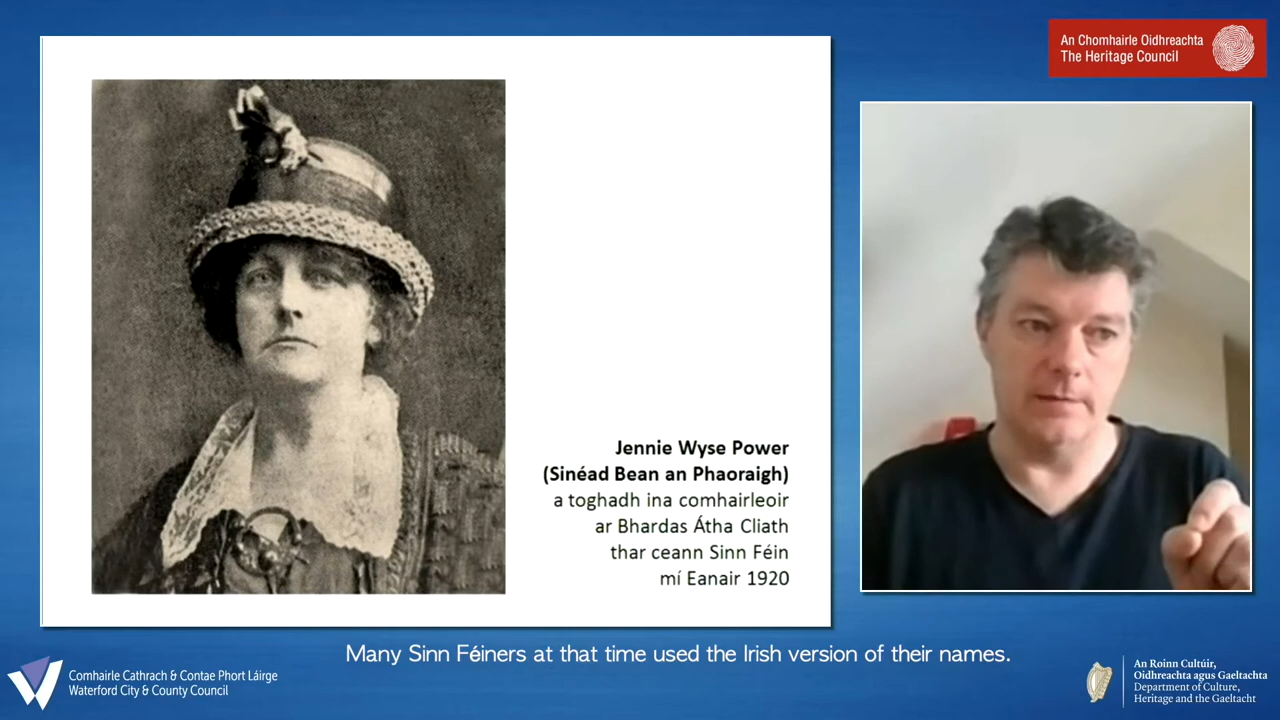 An Chomhairle Oidhreachta
The Heritage Council
Jennie Wyse Power
(Sinéad Bean an Phaoraigh)
a toghadh ina comhairleoir
ar Bhardas Átha Cliath
thar ceann Sinn Féin
mí Eanair 1920
Many Sinn Féiners at that time used the Irish version of their names.
Comhairle Cathrach & Contae Phort Láirge
Waterford City & County Council
An Roinn Cultúir,
Oidhreachta agus Gaeltachta
Department of Culture,
Heritage and the Gaeltacht